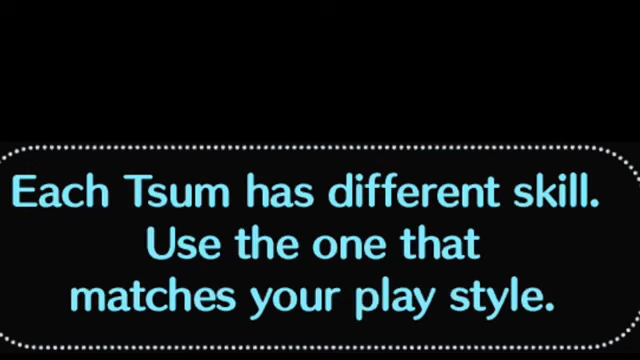 Each Tsum has different skill.
Use the one that
matches your play style.